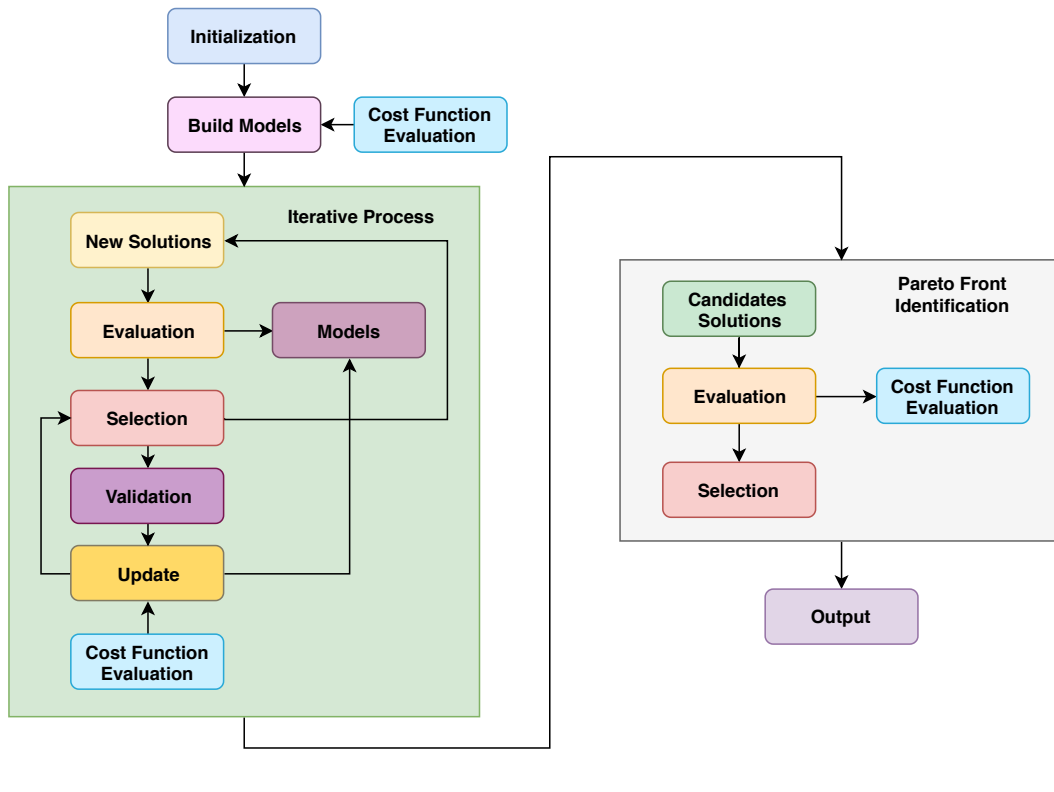 Initialization
Build Models
Cost Function
Evaluation
Iterative Process
New Solutions
Evaluation
Models
Selection
Validation
Update
Cost Function
Evaluation
Pareto Front
Identification
Candidates
Solutions
Evaluation
Cost Function
Evaluation
Selection
Output